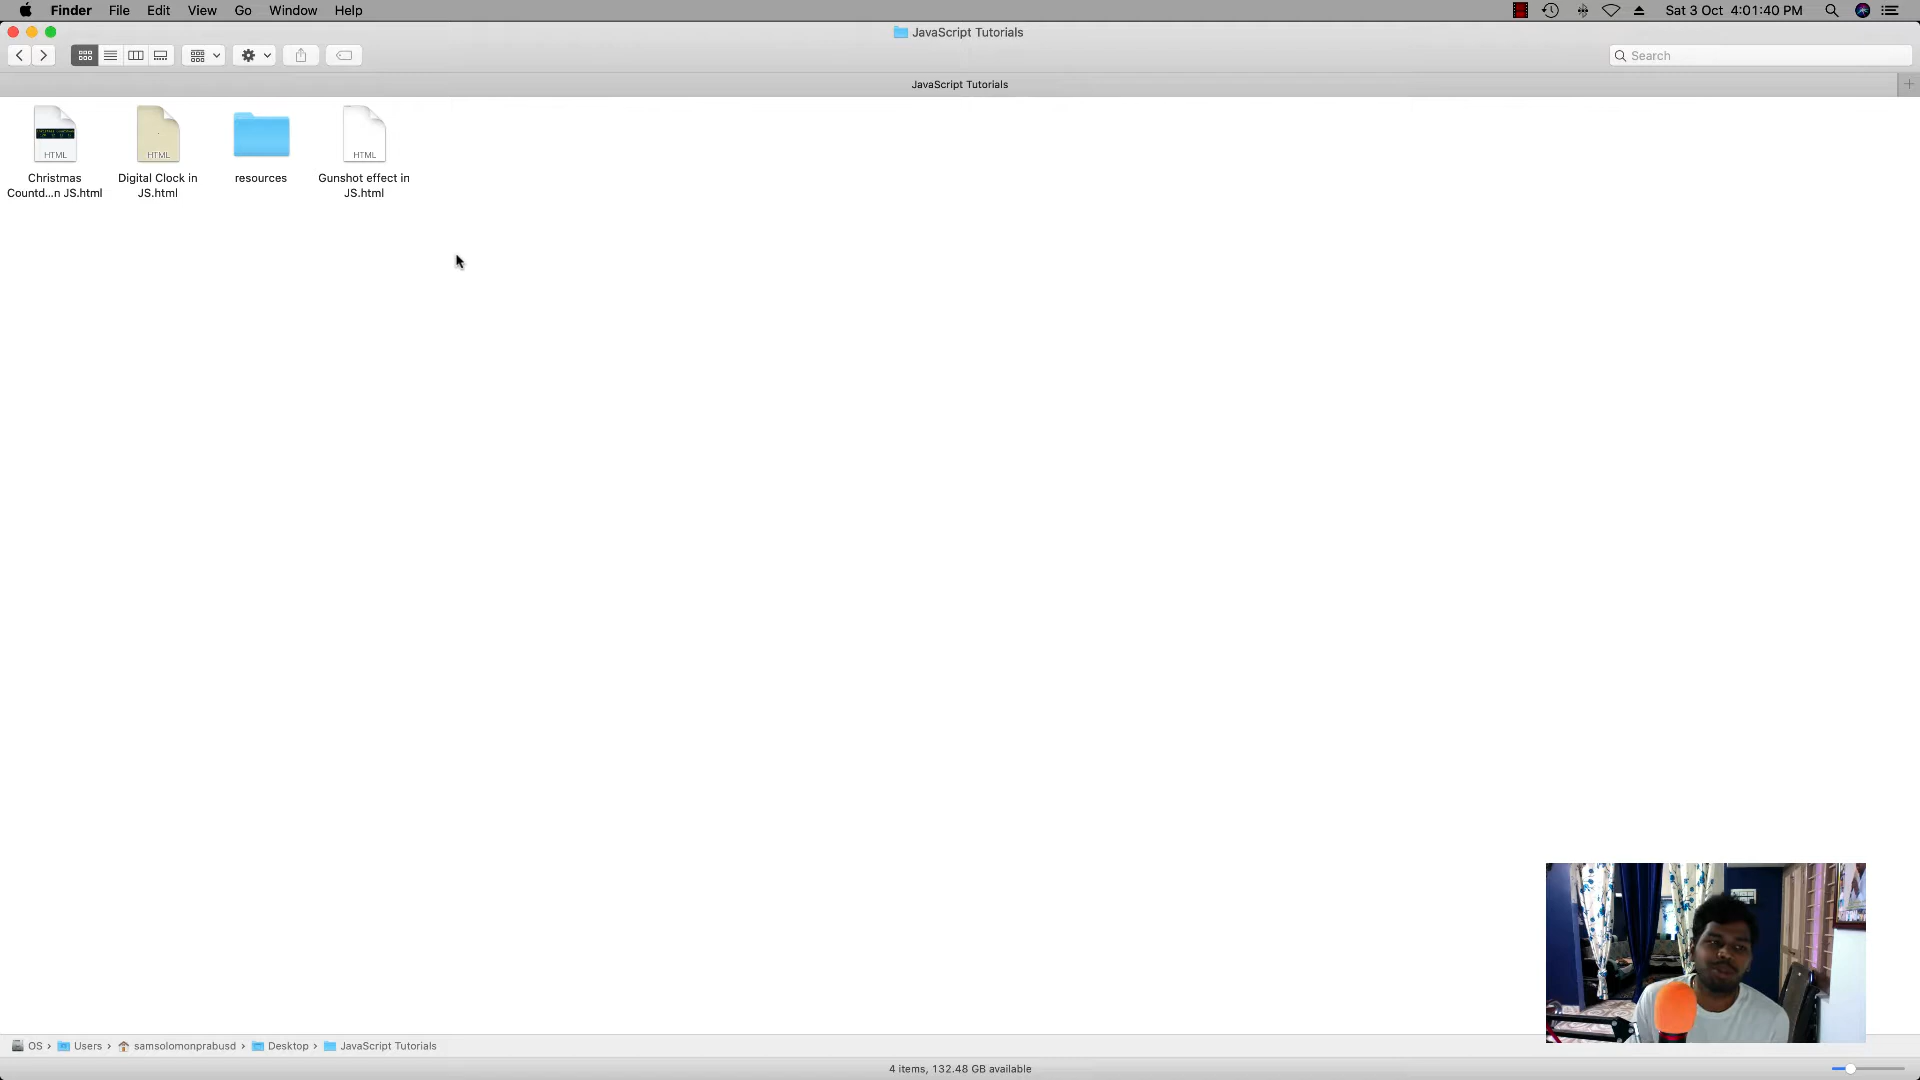 Finder File Edit View Go Window Help
Sat 3 Oct 4:01:40 PM
JavaScript Tutorials
Search
JavaScript Tutorials
HTML
HTML
HTML
Christmas
Countd...n JS.html
Digital Clock in
JS.html
resources
Gunshot effect in
JS.html
OS › Users › samsolomonprabusd › Desktop › JavaScript Tutorials
4 items, 132.48 GB available